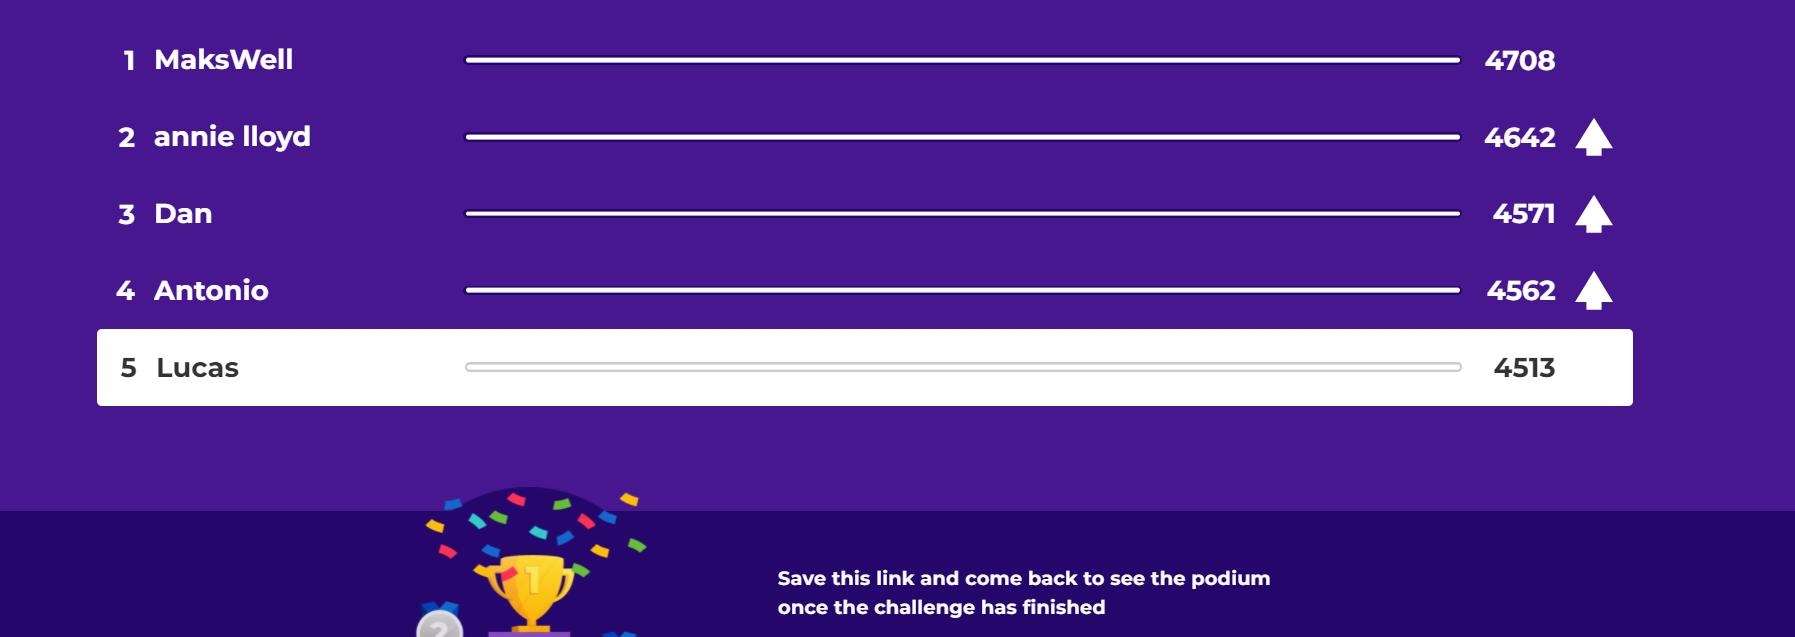 1 MaksWell 4708
2 annie lloyd 4642
3 Dan 4571
4 Antonio 4562
5 Lucas 4513
1
Save this link and come back to see the podium
once the challenge has finished
2